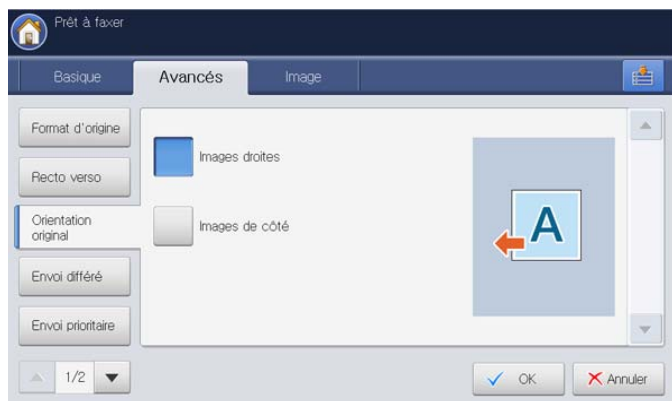 Prêt à faxer
Basique
Avancés
Image
Format d'origine
Recto verso
Orientation
original
Envoi différé
Envoi prioritaire
Images droites
Images de côté
A
1/2
OK
Annuler